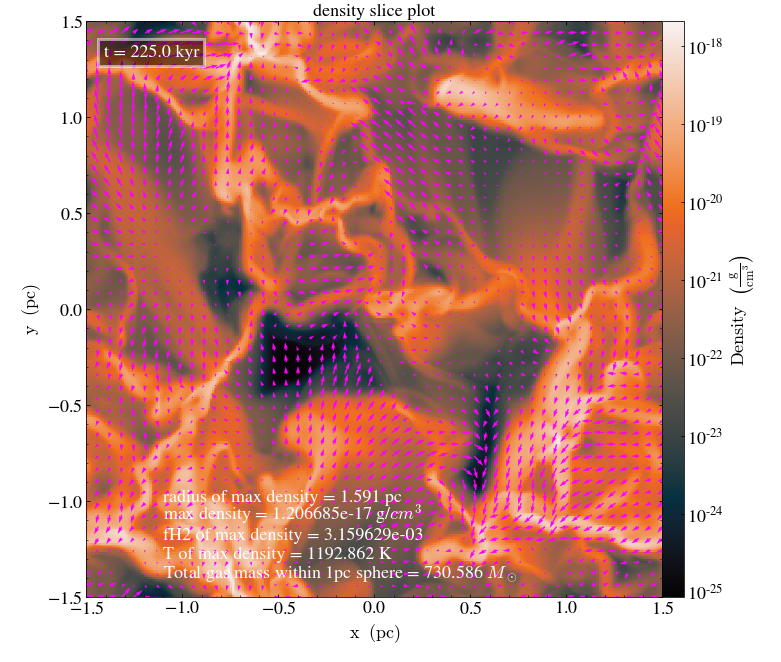 density slice plot
t = 225.0 kyr
1.5
1.0
0.5
0.0
−0.5
−1.0
−1.5
y (pc)
radius of max density = 1.591 pc
max density = 1.206685e-17 g/cm³
fH2 of max density = 3.159629e-03
T of max density = 1192.862 K
Total gas mass within 1pc sphere = 730.586 M⊙
−1.5 −1.0 −0.5 0.0 0.5 1.0 1.5
x (pc)
10⁻¹⁸
10⁻¹⁹
10⁻²⁰
10⁻²¹
10⁻²²
10⁻²³
10⁻²⁴
10⁻²⁵
Density (g/cm³)